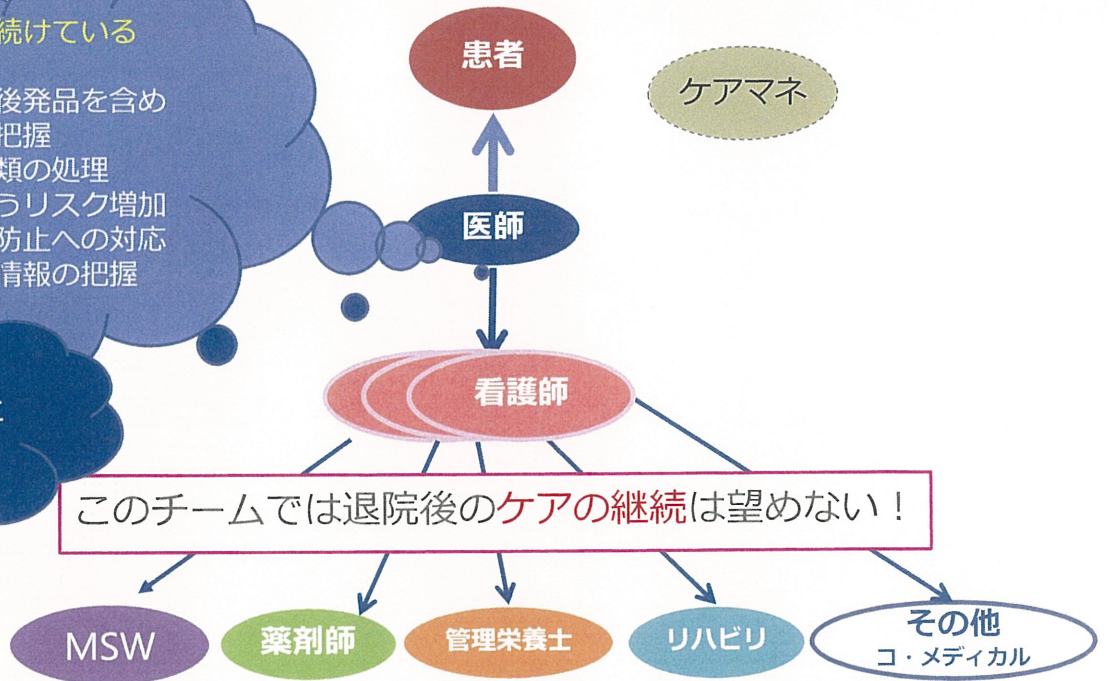 続けている
後発品を含め
把握
類の処理
うリスク増加
防止への対応
情報の把握
患者
ケアマネ
医師
看護師
このチームでは退院後のケアの継続は望めない！
MSW
薬剤師
管理栄養士
リハビリ
その他
コ・メディカル